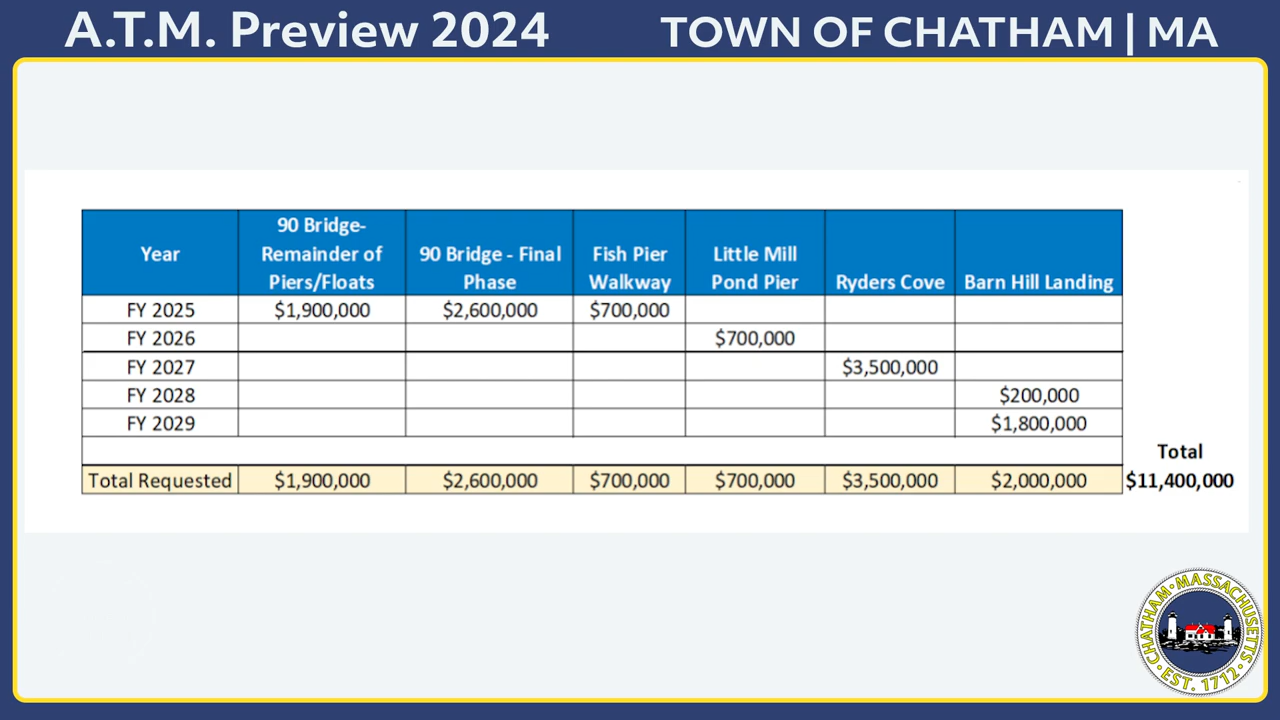 A.T.M. Preview 2024
TOWN OF CHATHAM | MA
Year 90 Bridge- Remainder of Piers/Floats 90 Bridge - Final Phase Fish Pier Walkway Little Mill Pond Pier Ryders Cove Barn Hill Landing
FY 2025 $1,900,000 $2,600,000 $700,000
FY 2026 $700,000
FY 2027 $3,500,000
FY 2028 $200,000
FY 2029 $1,800,000
Total
Total Requested $1,900,000 $2,600,000 $700,000 $700,000 $3,500,000 $2,000,000 $11,400,000
CHATHAM · MASSACHUSETTS
· EST. 1712 ·